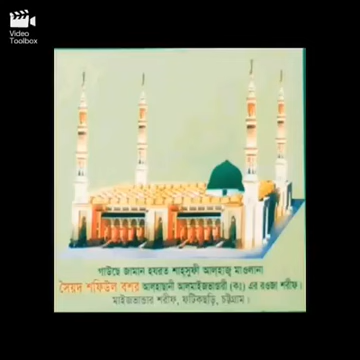 Video
Toolbox
গাউছে জামান হযরত শাহ্সুফী আলহাজ্ব মাওলানা
সৈয়দ শফিউল বশর আলহাছানী আলমাইজভাণ্ডারী (কঃ) এর রওজা শরীফ।
মাইজভাণ্ডার শরীফ, ফটিকছড়ি, চট্টগ্রাম।